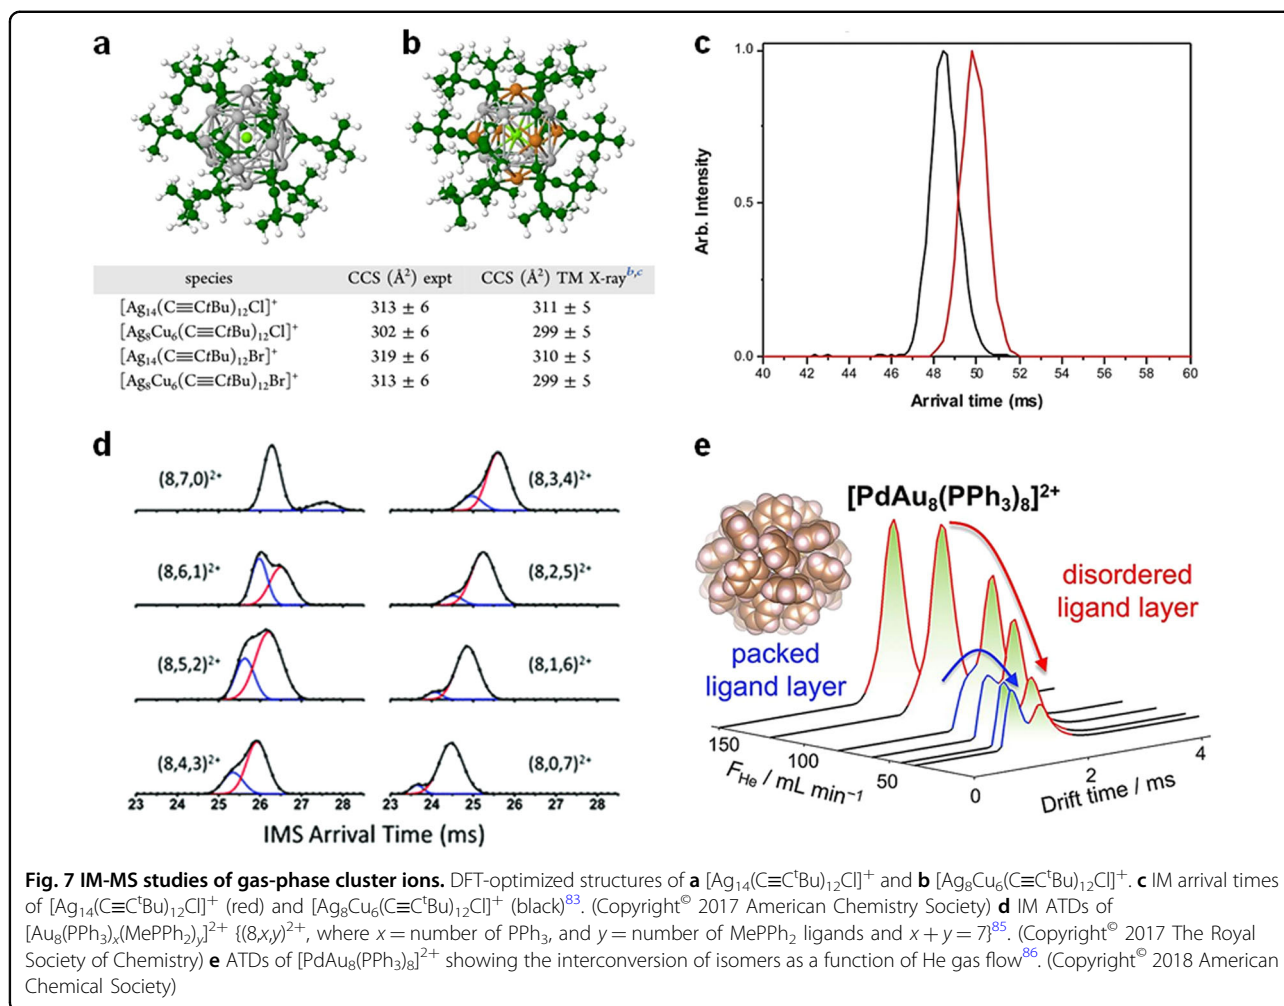 a
b
c
species CCS (Å²) expt CCS (Å²) TM X-ray^b,c
[Ag₁₄(C≡CtBu)₁₂Cl]⁺ 313 ± 6 311 ± 5
[Ag₈Cu₆(C≡CtBu)₁₂Cl]⁺ 302 ± 6 299 ± 5
[Ag₁₄(C≡CtBu)₁₂Br]⁺ 319 ± 6 310 ± 5
[Ag₈Cu₆(C≡CtBu)₁₂Br]⁺ 313 ± 6 299 ± 5
1.0
0.5
0.0
Arb. Intensity
40 42 44 46 48 50 52 54 56 58 60
Arrival time (ms)
d
(8,7,0)²⁺ (8,3,4)²⁺
(8,6,1)²⁺ (8,2,5)²⁺
(8,5,2)²⁺ (8,1,6)²⁺
(8,4,3)²⁺ (8,0,7)²⁺
23 24 25 26 27 28 23 24 25 26 27 28
IMS Arrival Time (ms)
e
[PdAu₈(PPh₃)₈]²⁺
disordered
ligand layer
packed
ligand layer
150 100 50 0
F_He / mL min⁻¹
2 4
Drift time / ms
Fig. 7 IM-MS studies of gas-phase cluster ions. DFT-optimized structures of a [Ag₁₄(C≡CᵗBu)₁₂Cl]⁺ and b [Ag₈Cu₆(C≡CᵗBu)₁₂Cl]⁺. c IM arrival times
of [Ag₁₄(C≡CᵗBu)₁₂Cl]⁺ (red) and [Ag₈Cu₆(C≡CᵗBu)₁₂Cl]⁺ (black)⁸³. (Copyright© 2017 American Chemistry Society) d IM ATDs of
[Au₈(PPh₃)ₓ(MePPh₂)ᵧ]²⁺ {(8,x,y)²⁺, where x = number of PPh₃, and y = number of MePPh₂ ligands and x + y = 7}⁸⁵. (Copyright© 2017 The Royal
Society of Chemistry) e ATDs of [PdAu₈(PPh₃)₈]²⁺ showing the interconversion of isomers as a function of He gas flow⁸⁶. (Copyright© 2018 American
Chemical Society)